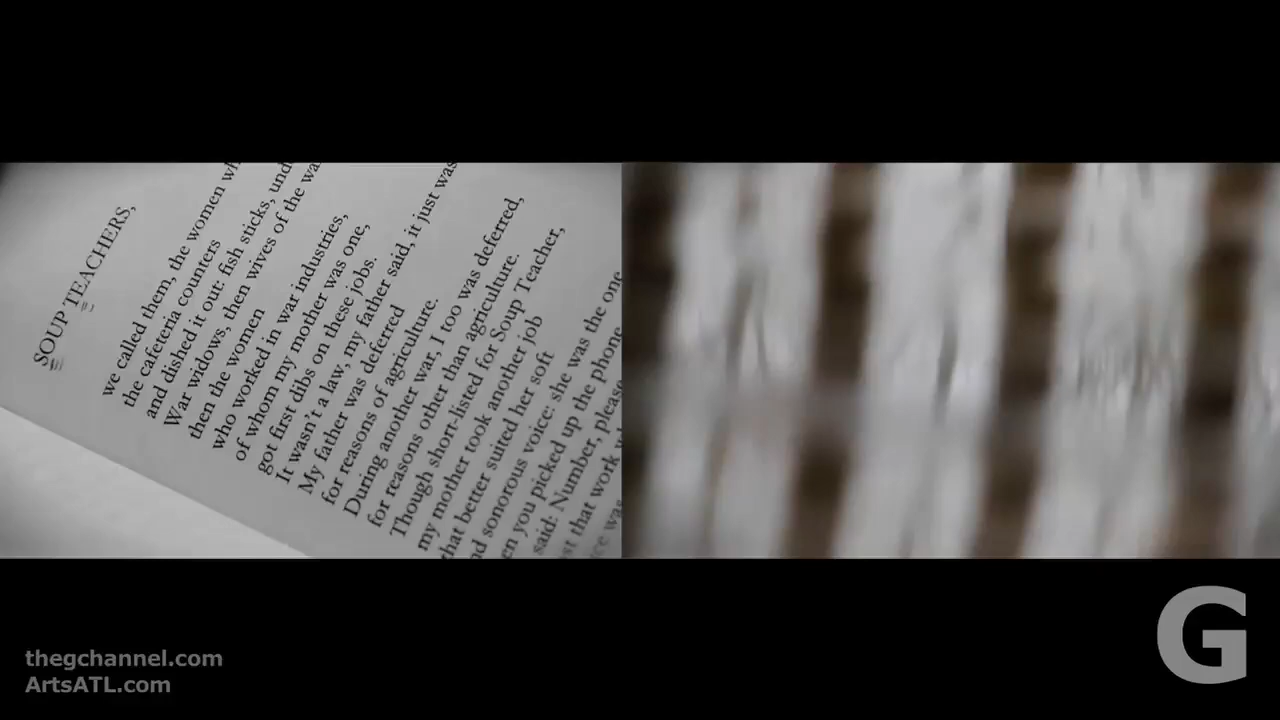 SOUP TEACHERS,
we called them, the women
the cafeteria counters
and dished it out: fish sticks,
War widows, then wives of the
then the women
who worked in war industries,
of whom my mother was one,
got first dibs on these jobs.
It wasn't a law, my father said, it just was
My father was deferred
for reasons of agriculture.
During another war, I too was deferred,
for reasons other than agriculture.
Though short-listed for Soup Teacher,
my mother took another job
that better suited her soft
sonorous voice: she was the one
you picked up the phone
said: Number,
that work
was
thegchannel.com
ArtsATL.com
G